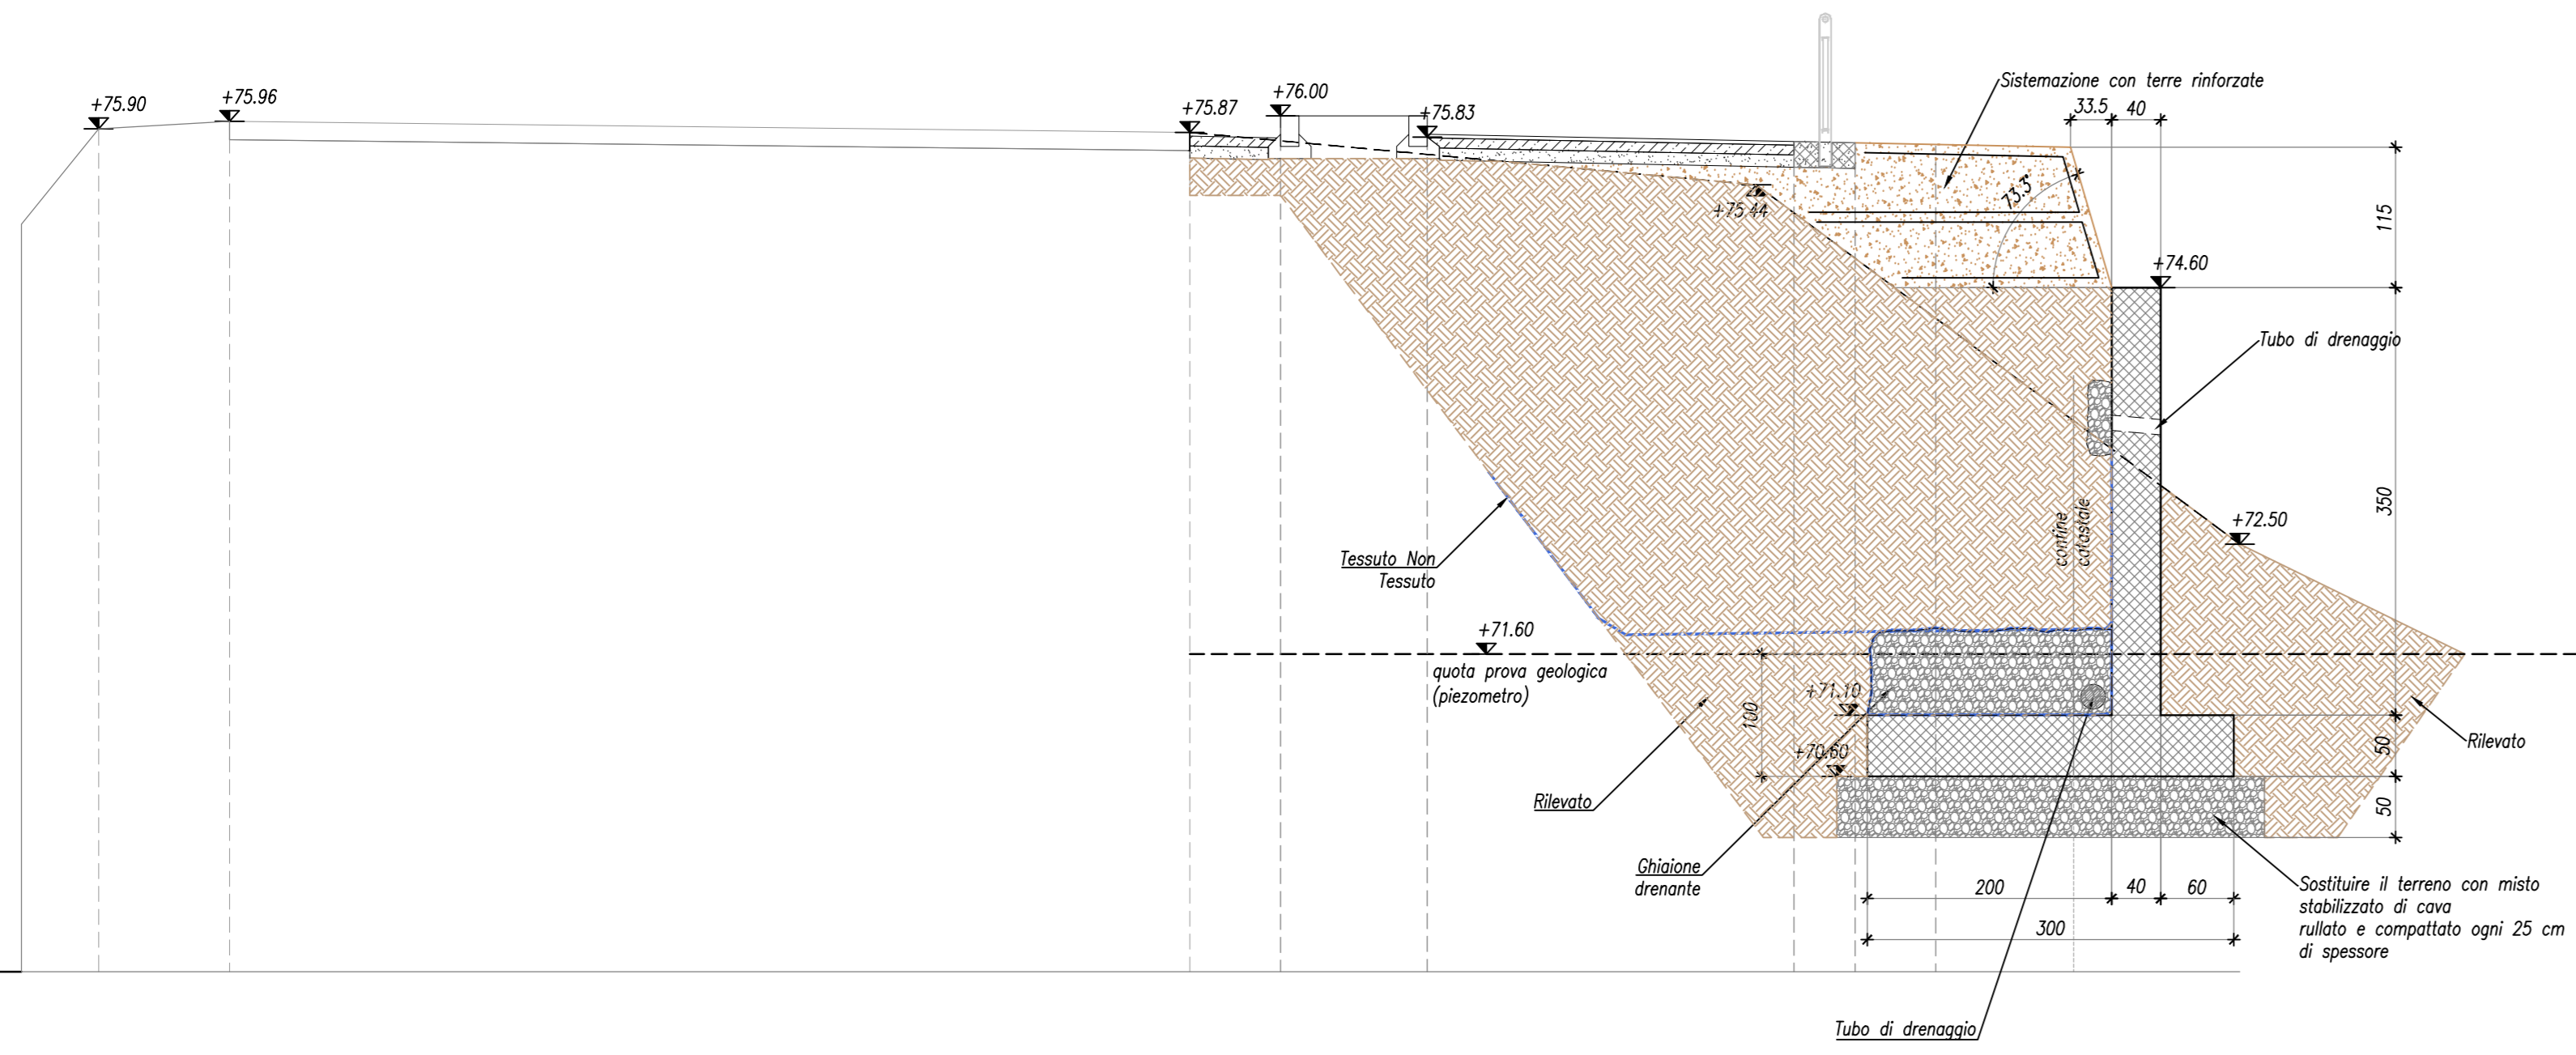 Sistemazione con terre rinforzate
+75.90
+75.96
+75.87
+76.00
+75.83
33.5
40
73.3°
+75.44
115
+74.60
Tubo di drenaggio
350
confine
catastale
+72.50
Tessuto Non
Tessuto
+71.60
quota prova geologica
(piezometro)
+71.10
100
+70.60
50
Rilevato
Rilevato
50
Ghiaione
drenante
200
40
60
300
Sostituire il terreno con misto
stabilizzato di cava
rullato e compattato ogni 25 cm
di spessore
Tubo di drenaggio